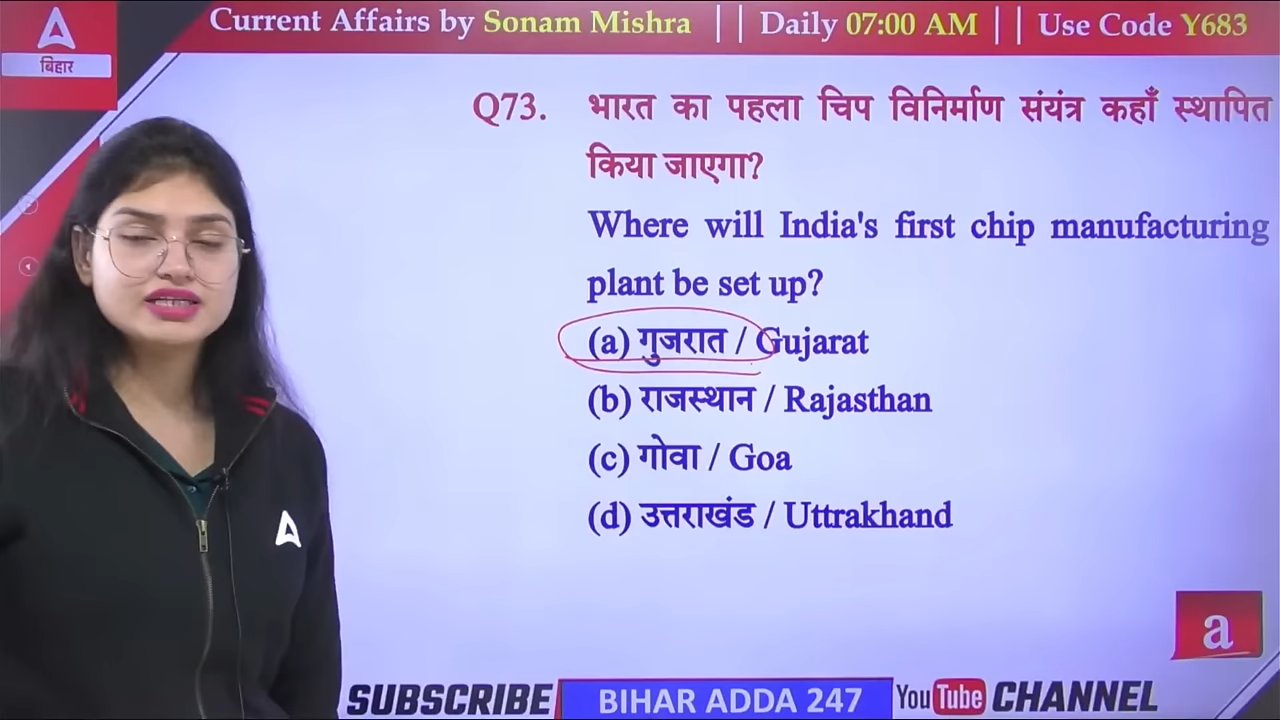 Current Affairs by Sonam Mishra || Daily 07:00 AM || Use Code Y683
बिहार
Q73. भारत का पहला चिप विनिर्माण संयंत्र कहाँ स्थापित
किया जाएगा?
Where will India's first chip manufacturing
plant be set up?
(a) गुजरात / Gujarat
(b) राजस्थान / Rajasthan
(c) गोवा / Goa
(d) उत्तराखंड / Uttrakhand
a
SUBSCRIBE BIHAR ADDA 247 YouTube CHANNEL